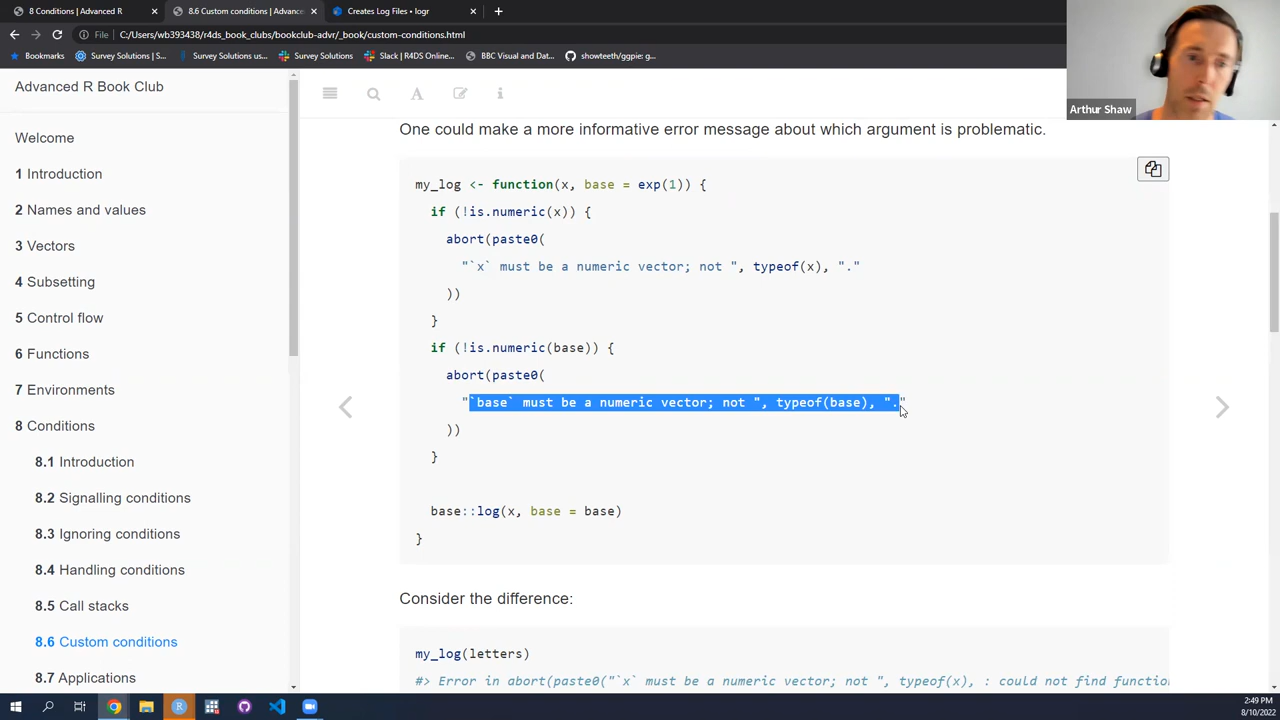 8 Conditions | Advanced R
8.6 Custom conditions | Advance
Creates Log Files • logr
File
C:/Users/wb393438/r4ds_book_clubs/bookclub-advr/_book/custom-conditions.html
Bookmarks
Survey Solutions | S...
Survey Solutions us...
Survey Solutions
Slack | R4DS Online...
BBC Visual and Dat...
showteeth/ggpie: g...
Arthur Shaw
Advanced R Book Club
Welcome
1 Introduction
2 Names and values
3 Vectors
4 Subsetting
5 Control flow
6 Functions
7 Environments
8 Conditions
8.1 Introduction
8.2 Signalling conditions
8.3 Ignoring conditions
8.4 Handling conditions
8.5 Call stacks
8.6 Custom conditions
8.7 Applications
One could make a more informative error message about which argument is problematic.
my_log <- function(x, base = exp(1)) {
if (!is.numeric(x)) {
abort(paste0(
"`x` must be a numeric vector; not ", typeof(x), "."
))
}
if (!is.numeric(base)) {
abort(paste0(
"`base` must be a numeric vector; not ", typeof(base), "."
))
}
base::log(x, base = base)
}
Consider the difference:
my_log(letters)
#> Error in abort(paste0("`x` must be a numeric vector; not ", typeof(x), : could not find function
2:49 PM
8/10/2022